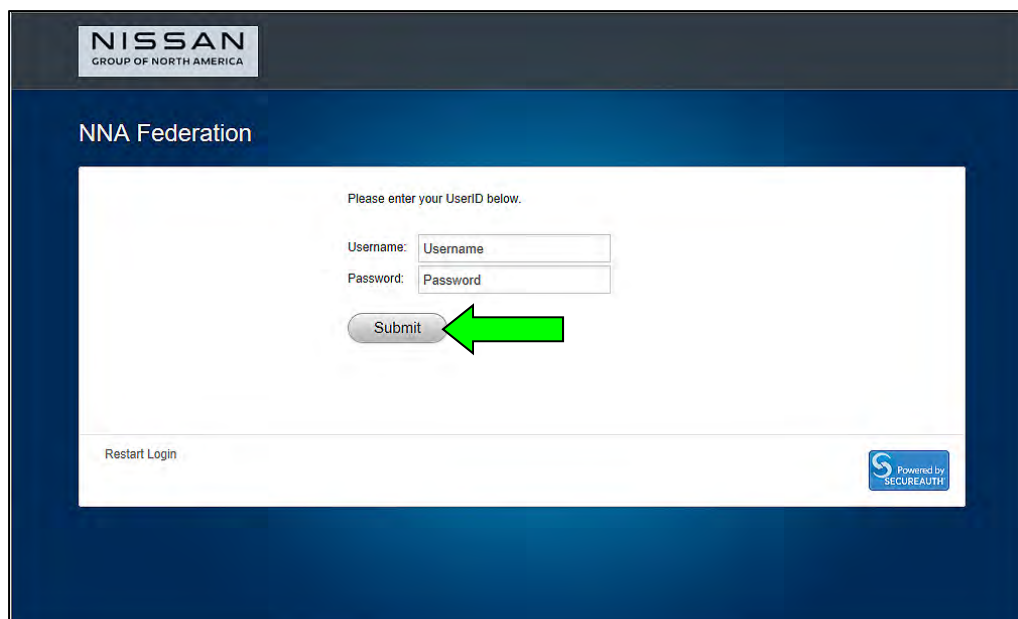 NISSAN
GROUP OF NORTH AMERICA
NNA Federation
Please enter your UserID below.
Username: Username
Password: Password
Submit
Restart Login
Powered by
SECUREAUTH